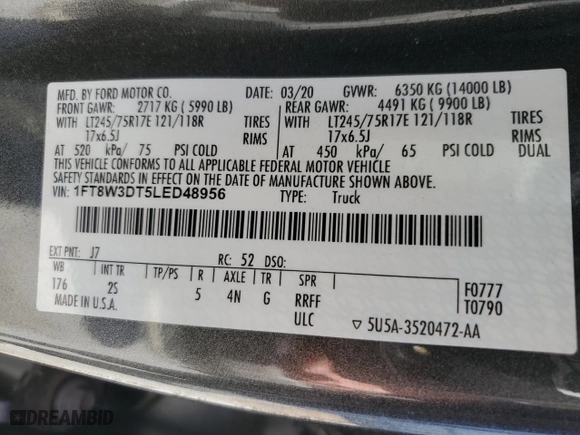 MFD. BY FORD MOTOR CO. DATE: 03/20 GVWR: 6350 KG (14000 LB)
FRONT GAWR: 2717 KG (5990 LB) REAR GAWR: 4491 KG (9900 LB)
WITH LT245/75R17E 121/118R TIRES WITH LT245/75R17E 121/118R TIRES
17x6.5J RIMS 17x6.5J RIMS
AT 520 kPa/ 75 PSI COLD AT 450 kPa/ 65 PSI COLD DUAL
THIS VEHICLE CONFORMS TO ALL APPLICABLE FEDERAL MOTOR VEHICLE
SAFETY STANDARDS IN EFFECT ON THE DATE OF MANUFACTURE SHOWN ABOVE.
VIN: 1FT8W3DT5LED48956 TYPE: Truck
EXT PNT: J7 RC: 52 DSO:
WB INT TR TP/PS R AXLE TR SPR F0777
176 2S 5 4N G RRFF T0790
MADE IN U.S.A. ULC ▽ 5U5A-3520472-AA
DREAMBID